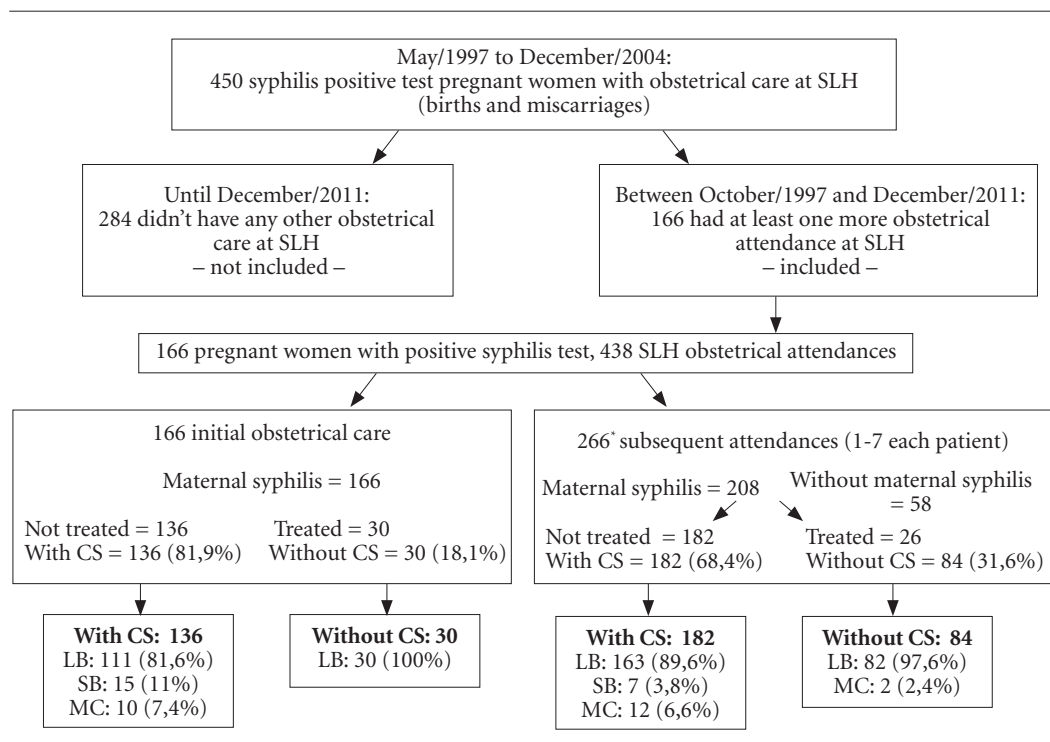 May/1997 to December/2004:
450 syphilis positive test pregnant women with obstetrical care at SLH
(births and miscarriages)
Until December/2011:
284 didn't have any other obstetrical
care at SLH
– not included –
Between October/1997 and December/2011:
166 had at least one more obstetrical
attendance at SLH
– included –
166 pregnant women with positive syphilis test, 438 SLH obstetrical attendances
166 initial obstetrical care
Maternal syphilis = 166
Not treated = 136
With CS = 136 (81,9%)
Treated = 30
Without CS = 30 (18,1%)
266* subsequent attendances (1-7 each patient)
Maternal syphilis = 208
Without maternal syphilis
= 58
Not treated = 182
With CS = 182 (68,4%)
Treated = 26
Without CS = 84 (31,6%)
With CS: 136
LB: 111 (81,6%)
SB: 15 (11%)
MC: 10 (7,4%)
Without CS: 30
LB: 30 (100%)
With CS: 182
LB: 163 (89,6%)
SB: 7 (3,8%)
MC: 12 (6,6%)
Without CS: 84
LB: 82 (97,6%)
MC: 2 (2,4%)